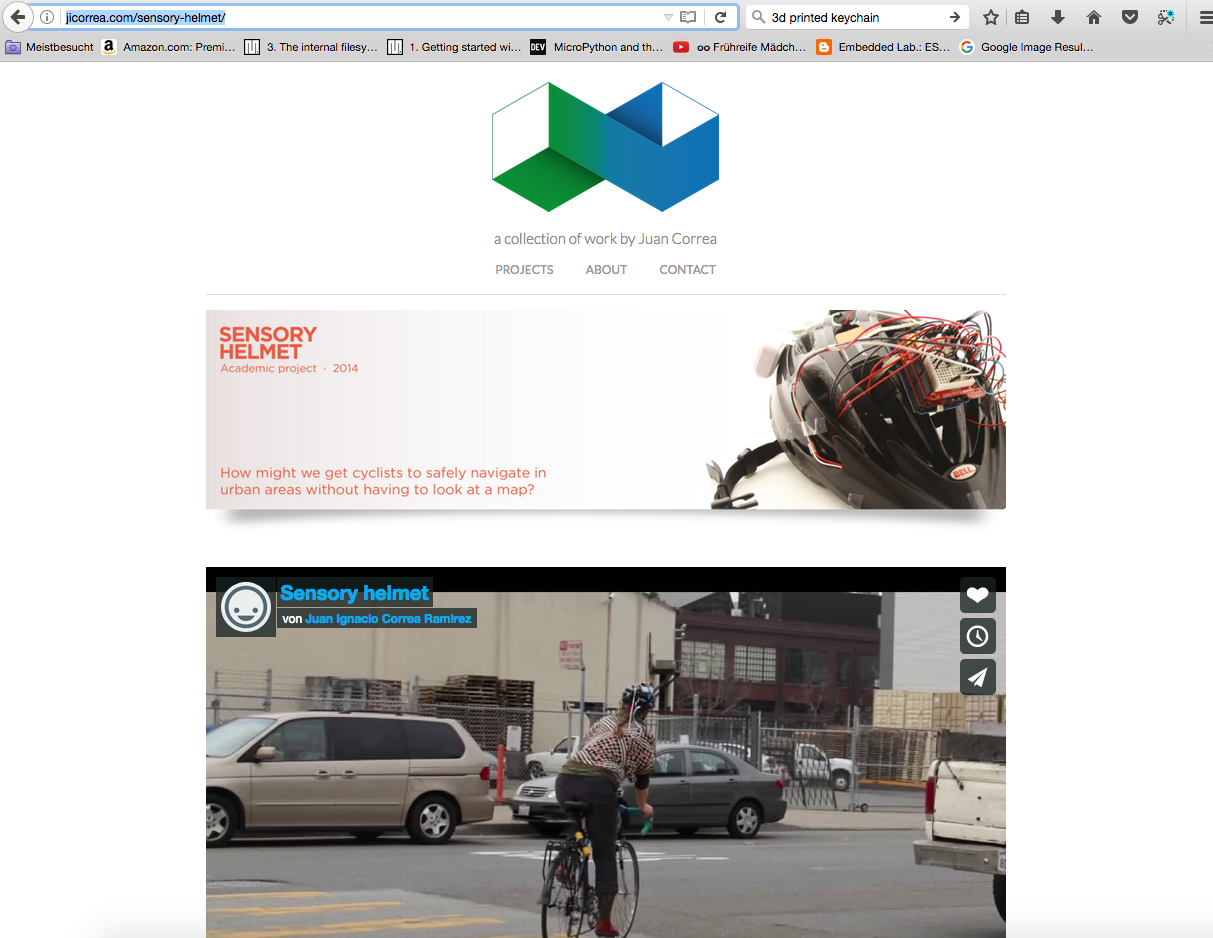 jicorrea.com/sensory-helmet/
3d printed keychain
Meistbesucht
Amazon.com: Premi...
3. The internal filesy...
1. Getting started wi...
DEV
MicroPython and th...
oo Frühreife Mädch...
Embedded Lab.: ES...
Google Image Resul...
a collection of work by Juan Correa
PROJECTS ABOUT CONTACT
SENSORY
HELMET
Academic project · 2014
How might we get cyclists to safely navigate in
urban areas without having to look at a map?
BELL
Sensory helmet
von Juan Ignacio Correa Ramirez